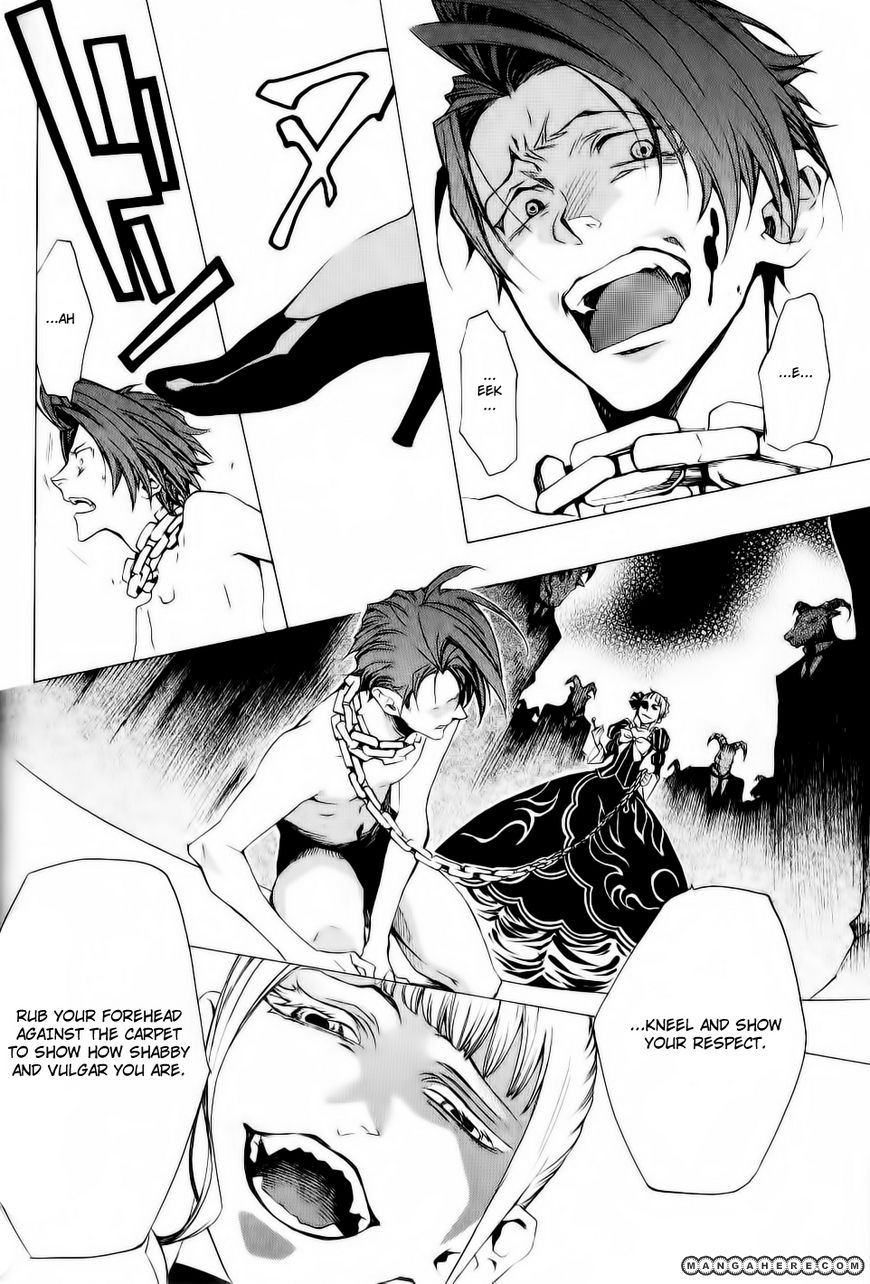 ...E...
...
EEK
...
...AH
...KNEEL AND SHOW
YOUR RESPECT.
RUB YOUR FOREHEAD
AGAINST THE CARPET
TO SHOW HOW SHABBY
AND VULGAR YOU ARE.
MANGAHERE.COM